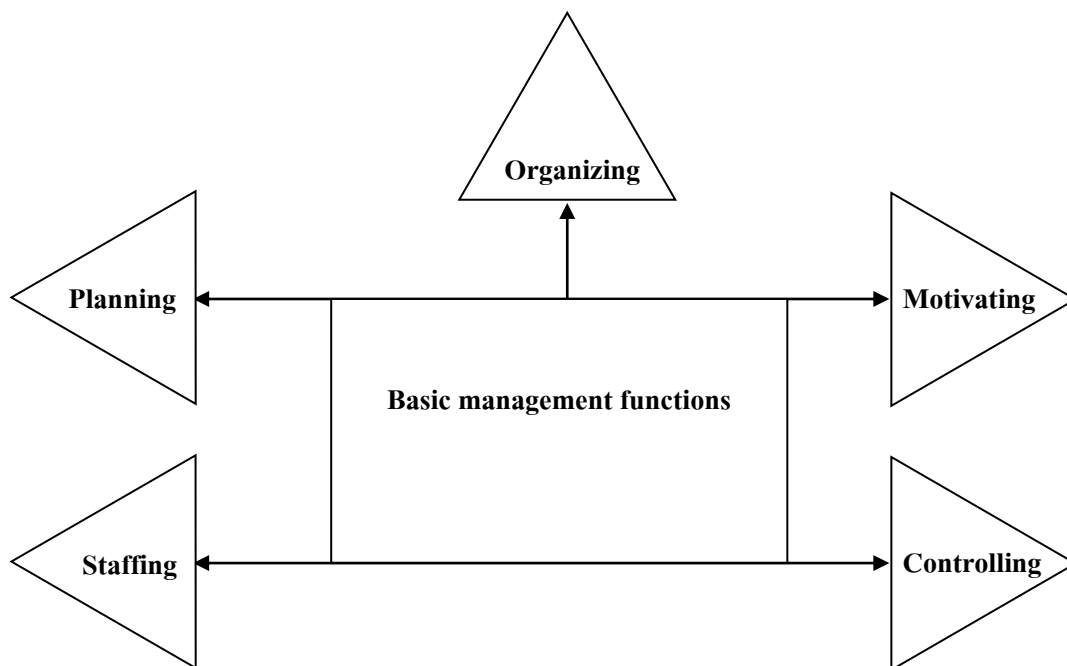 Organizing
Planning
Motivating
Basic management functions
Staffing
Controlling